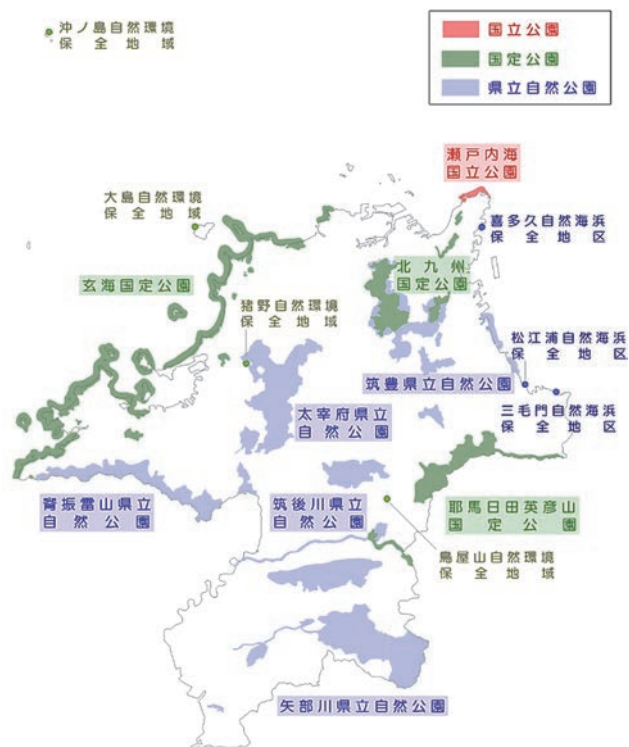 沖ノ島自然環境
保全地域
国立公園
国定公園
県立自然公園
瀬戸内海
国立公園
大島自然環境
保全地域
喜多久自然海浜
保全地区
玄海国定公園
北九州
国定公園
猪野自然環境
保全地域
松江浦自然海浜
保全地区
筑豊県立自然公園
三毛門自然海浜
保全地区
太宰府県立
自然公園
脊振雷山県立
自然公園
筑後川県立
自然公園
耶馬日田英彦山
国定公園
鳥屋山自然環境
保全地域
矢部川県立自然公園